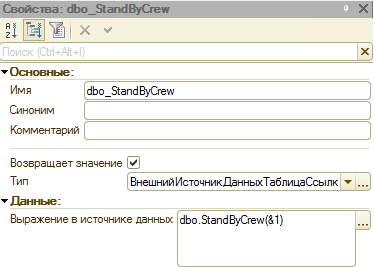 Свойства: dbo_StandByCrew
Поиск (Ctrl+Alt+I)
Основные:
Имя dbo_StandByCrew
Синоним
Комментарий
Возвращает значение
Тип ВнешнийИсточникДанныхТаблицаСсылк ...
Данные:
Выражение в источнике данных dbo.StandByCrew(&1) ...